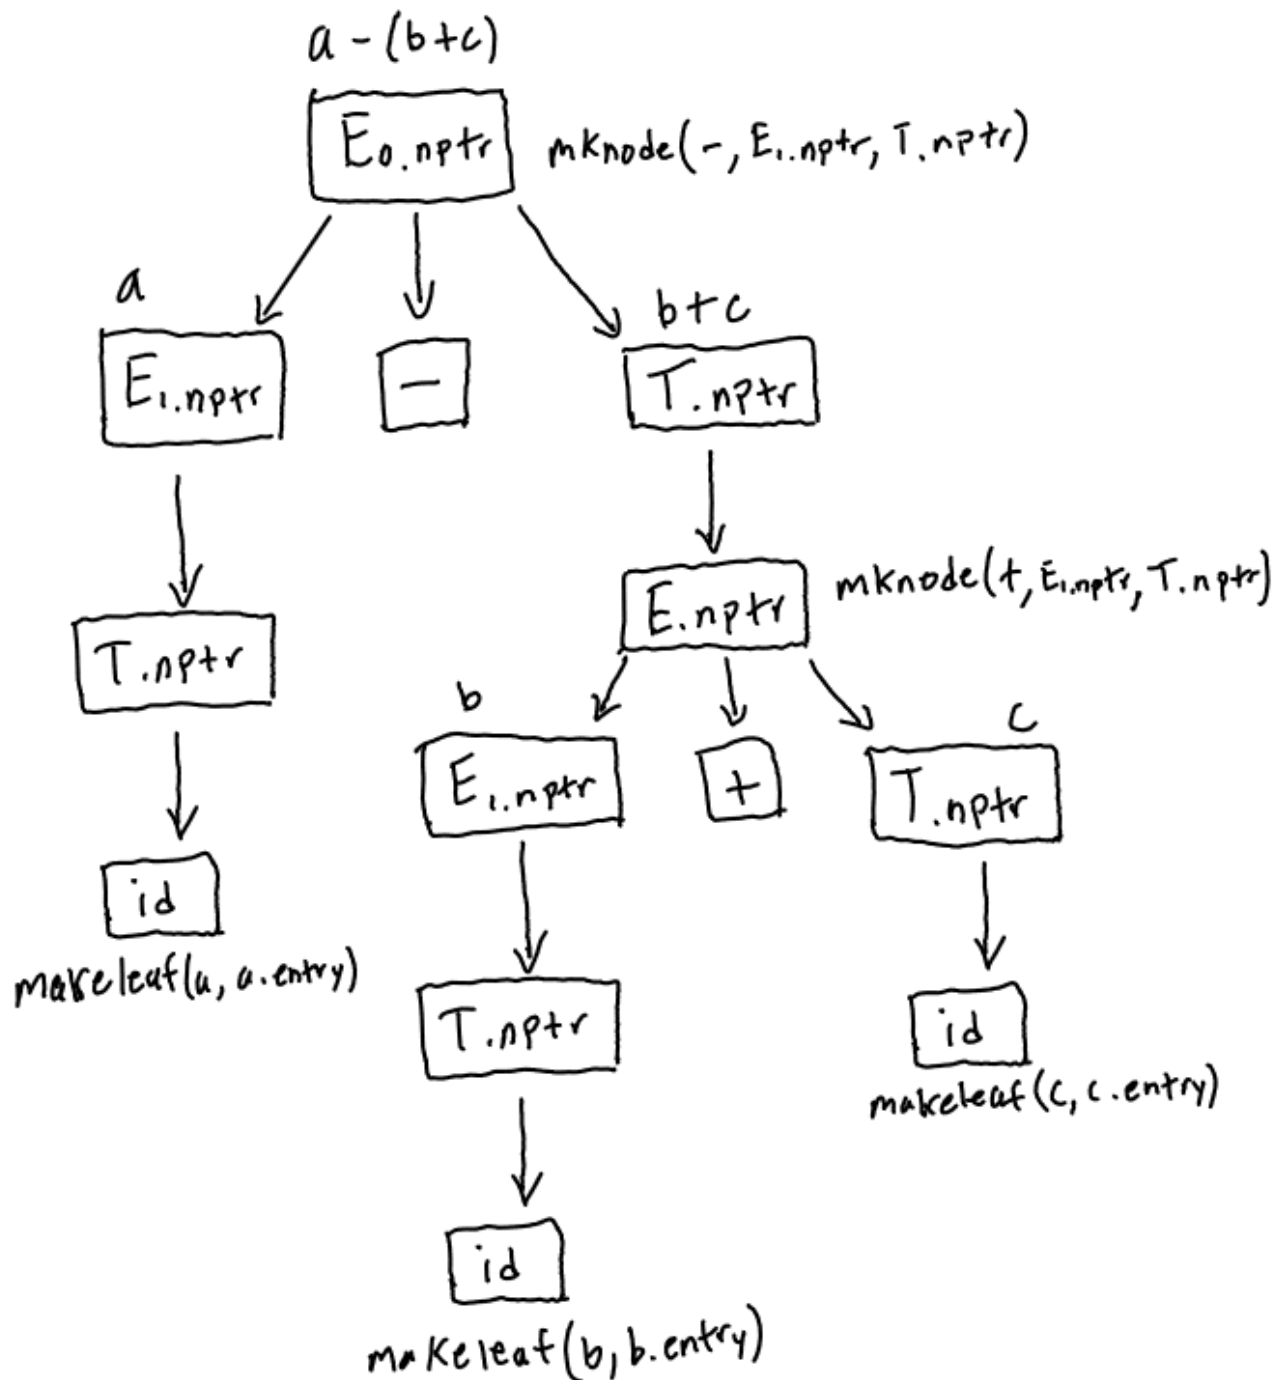 a - (b+c)
E₀.nptr
mknode(-, E₁.nptr, T.nptr)
a
b+c
E₁.nptr
-
T.nptr
E.nptr
mknode(+, E₁.nptr, T.nptr)
T.nptr
b
c
E₁.nptr
+
T.nptr
id
makeleaf(a, a.entry)
T.nptr
id
makeleaf(c, c.entry)
id
makeleaf(b, b.entry)